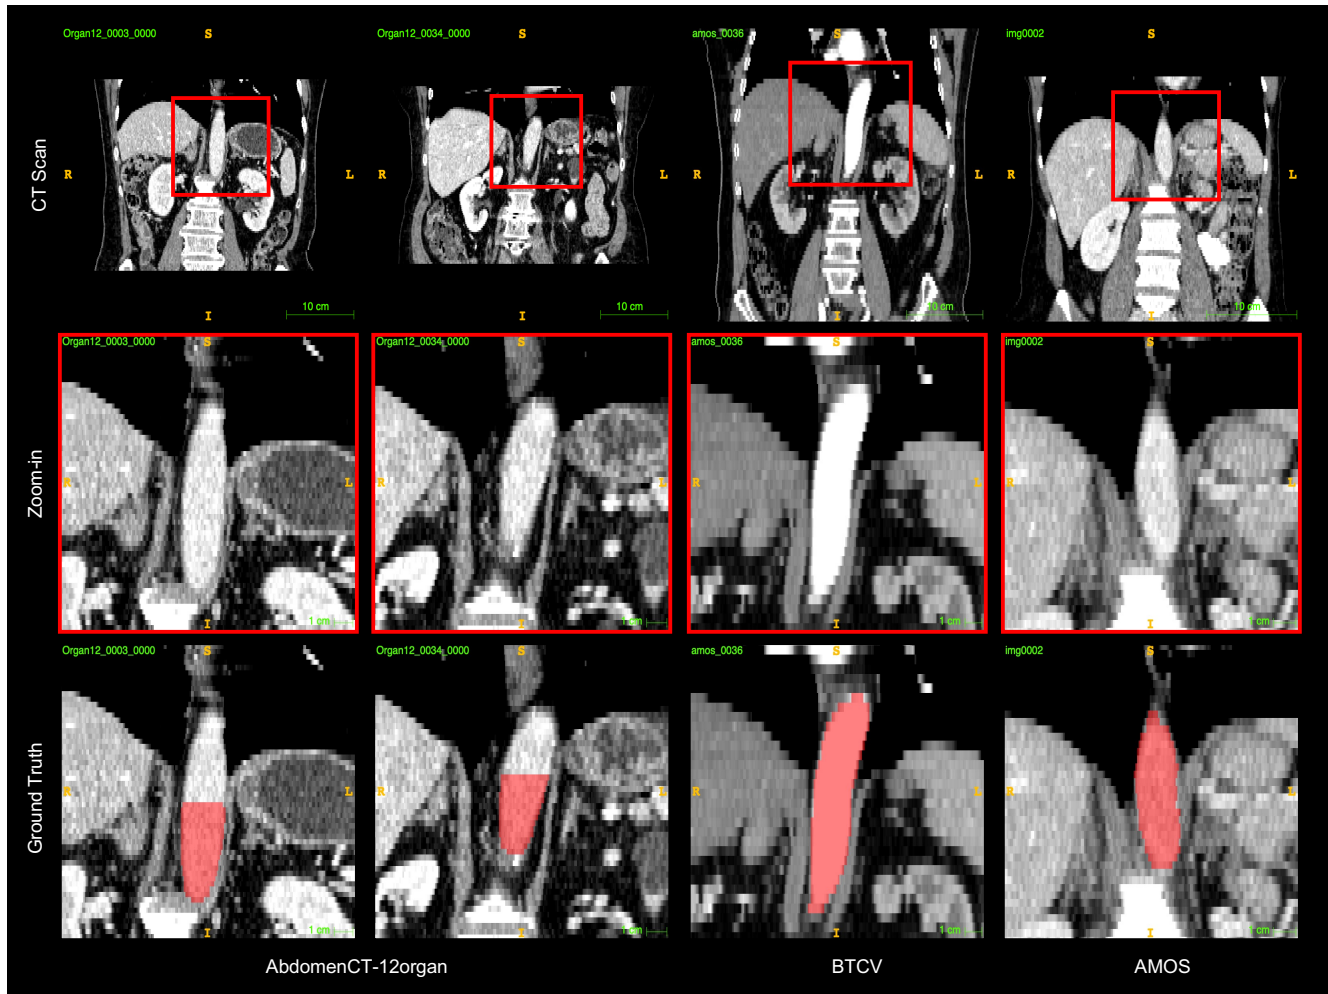 Organ12_0003_0000 S Organ12_0034_0000 S amos_0036 S img0002 S
CT Scan
R L R L R L R L
10 cm 10 cm 10 cm 10 cm
I I I I
Organ12_0003_0000 S Organ12_0034_0000 S amos_0036 S img0002 S
Zoom-in
R L R L R L R L
I 1 cm I 1 cm I 1 cm I 1 cm
Organ12_0003_0000 S Organ12_0034_0000 S amos_0036 S img0002 S
Ground Truth
R L R L R L R L
I 1 cm I 1 cm I 1 cm I 1 cm
AbdomenCT-12organ BTCV AMOS